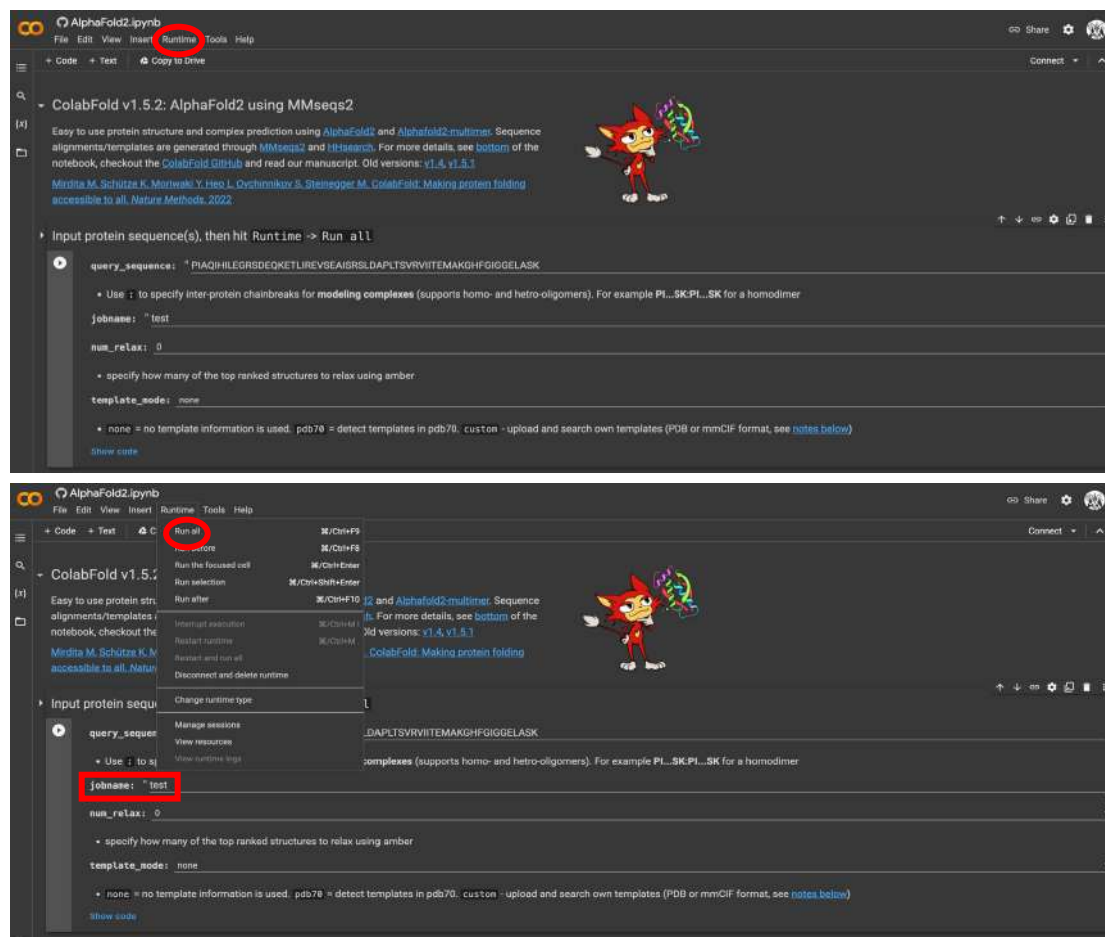 AlphaFold2.ipynb
File Edit View Insert Runtime Tools Help
Share
+ Code + Text Copy to Drive
Connect
ColabFold v1.5.2: AlphaFold2 using MMseqs2
Easy to use protein structure and complex prediction using AlphaFold2 and Alphafold2-multimer. Sequence
alignments/templates are generated through MMseqs2 and HHsearch. For more details, see bottom of the
notebook, checkout the ColabFold GitHub and read our manuscript. Old versions: v1.4, v1.5.1
Mirdita M, Schütze K, Moriwaki Y, Heo L, Ovchinnikov S, Steinegger M. ColabFold: Making protein folding
accessible to all. Nature Methods, 2022
Input protein sequence(s), then hit Runtime -> Run all
query_sequence: " PIAQIHILEGRSDEQKETLIREVSEAISRSLDAPLTSVRVIITEMAKGHFGIGGELASK
• Use : to specify inter-protein chainbreaks for modeling complexes (supports homo- and hetro-oligomers). For example PI...SK:PI...SK for a homodimer
jobname: " test
num_relax: 0
• specify how many of the top ranked structures to relax using amber
template_mode: none
• none = no template information is used. pdb70 = detect templates in pdb70. custom - upload and search own templates (PDB or mmCIF format, see notes below)
Show code
AlphaFold2.ipynb
File Edit View Insert Runtime Tools Help
Share
+ Code + Text C
Connect
Run all ⌘/Ctrl+F9
Run before ⌘/Ctrl+F8
Run the focused cell ⌘/Ctrl+Enter
Run selection ⌘/Ctrl+Shift+Enter
Run after ⌘/Ctrl+F10
Interrupt execution ⌘/Ctrl+M I
Restart runtime ⌘/Ctrl+M .
Restart and run all
Disconnect and delete runtime
Change runtime type
Manage sessions
View resources
View runtime logs
ColabFold v1.5.2
Easy to use protein stru d2 and Alphafold2-multimer. Sequence
alignments/templates h. For more details, see bottom of the
notebook, checkout the Old versions: v1.4, v1.5.1
Mirdita M, Schütze K, M . ColabFold: Making protein folding
accessible to all. Natur
Input protein seque l
query_sequen LDAPLTSVRVIITEMAKGHFGIGGELASK
• Use : to sp complexes (supports homo- and hetro-oligomers). For example PI...SK:PI...SK for a homodimer
jobname: " test
num_relax: 0
• specify how many of the top ranked structures to relax using amber
template_mode: none
• none = no template information is used. pdb70 = detect templates in pdb70. custom - upload and search own templates (PDB or mmCIF format, see notes below)
Show code